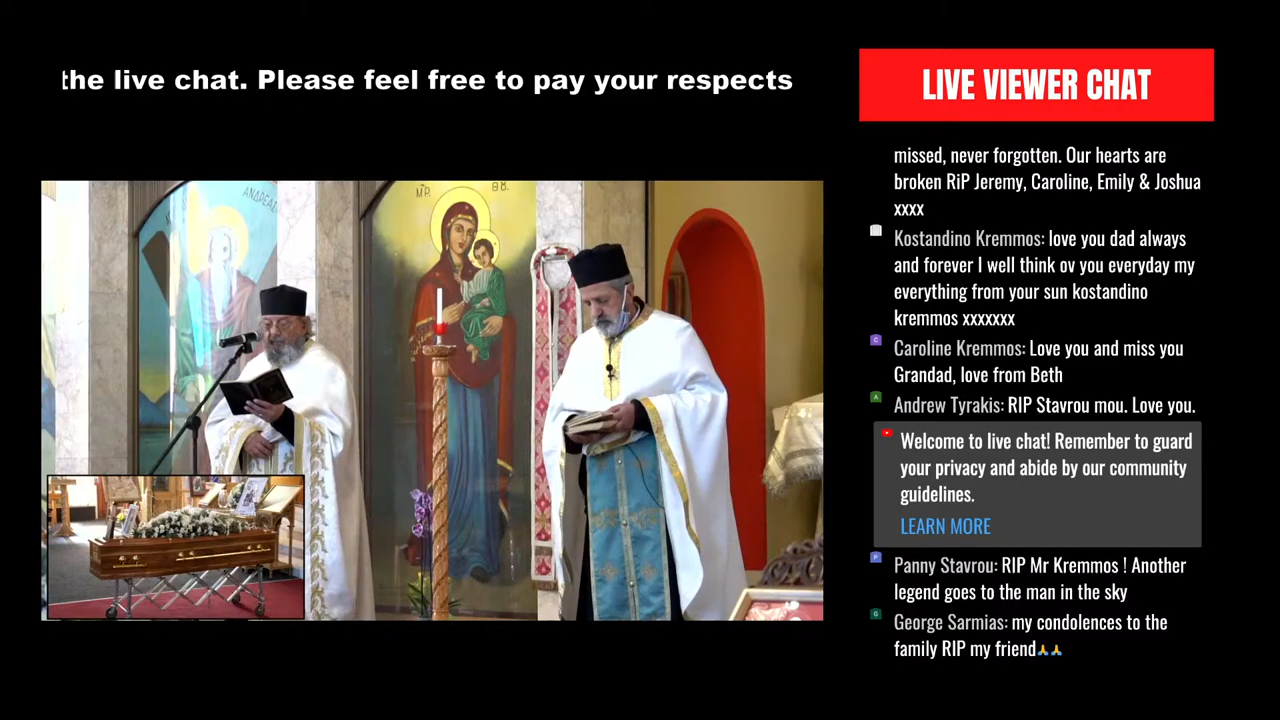 the live chat. Please feel free to pay your respects
LIVE VIEWER CHAT
missed, never forgotten. Our hearts are
broken RiP Jeremy, Caroline, Emily & Joshua
xxxx
Kostandino Kremmos: love you dad always
and forever I well think ov you everyday my
everything from your sun kostandino
kremmos xxxxxxx
Caroline Kremmos: Love you and miss you
Grandad, love from Beth
Andrew Tyrakis: RIP Stavrou mou. Love you.
Welcome to live chat! Remember to guard
your privacy and abide by our community
guidelines.
LEARN MORE
Panny Stavrou: RIP Mr Kremmos ! Another
legend goes to the man in the sky
George Sarmias: my condolences to the
family RIP my friend🙏🙏
ΑΝΔΡΕΑΣ
ΜΡ. ΘΥ.
C
A
P
G